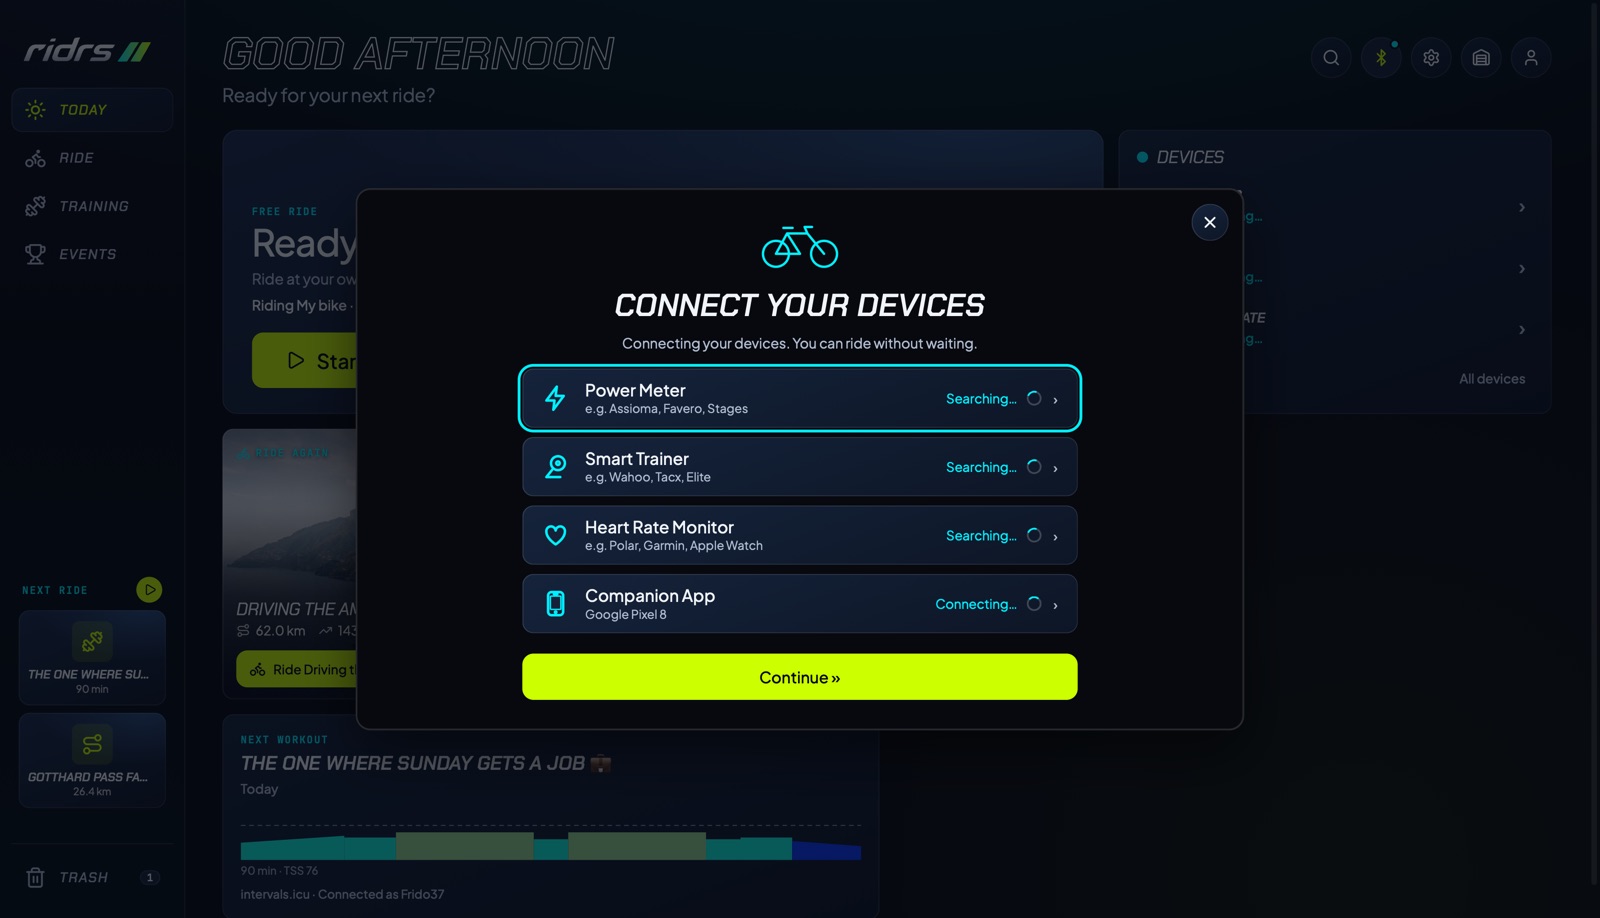 ridrs
TODAY
RIDE
TRAINING
EVENTS
NEXT RIDE
THE ONE WHERE SU...
90 min
GOTTHARD PASS FA...
26.4 km
TRASH
1
GOOD AFTERNOON
Ready for your next ride?
FREE RIDE
Ready
Ride at your ow
Riding My bike ·
Star
DEVICES
g...
g...
ATE
g...
All devices
CONNECT YOUR DEVICES
Connecting your devices. You can ride without waiting.
Power Meter
e.g. Assioma, Favero, Stages
Searching...
Smart Trainer
e.g. Wahoo, Tacx, Elite
Searching...
Heart Rate Monitor
e.g. Polar, Garmin, Apple Watch
Searching...
Companion App
Google Pixel 8
Connecting...
Continue »
RIDE AGAIN
DRIVING THE AM
62.0 km 143
Ride Driving t
NEXT WORKOUT
THE ONE WHERE SUNDAY GETS A JOB 💼
Today
90 min · TSS 76
intervals.icu · Connected as Frido37